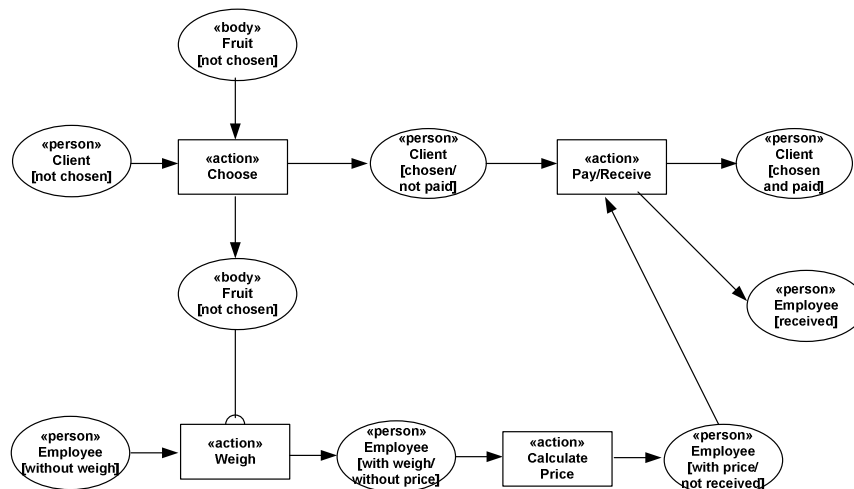 «body»
Fruit
[not chosen]
«person»
Client
[not chosen]
«action»
Choose
«person»
Client
[chosen/
not paid]
«action»
Pay/Receive
«person»
Client
[chosen
and paid]
«body»
Fruit
[not chosen]
«person»
Employee
[received]
«person»
Employee
[without weigh]
«action»
Weigh
«person»
Employee
[with weigh/
without price]
«action»
Calculate
Price
«person»
Employee
[with price/
not received]